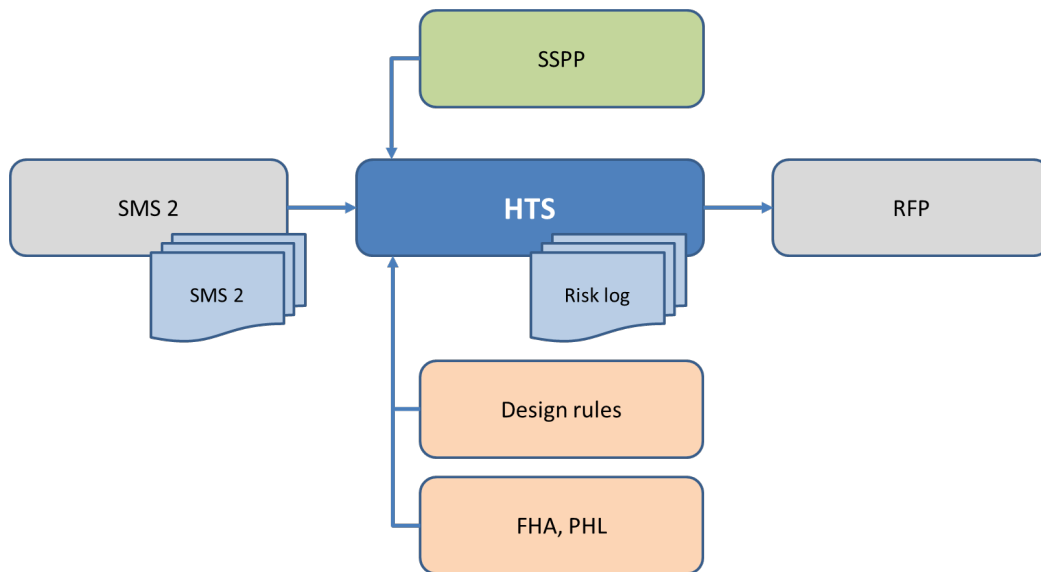 SSPP
SMS 2
HTS
RFP
SMS 2
Risk log
Design rules
FHA, PHL